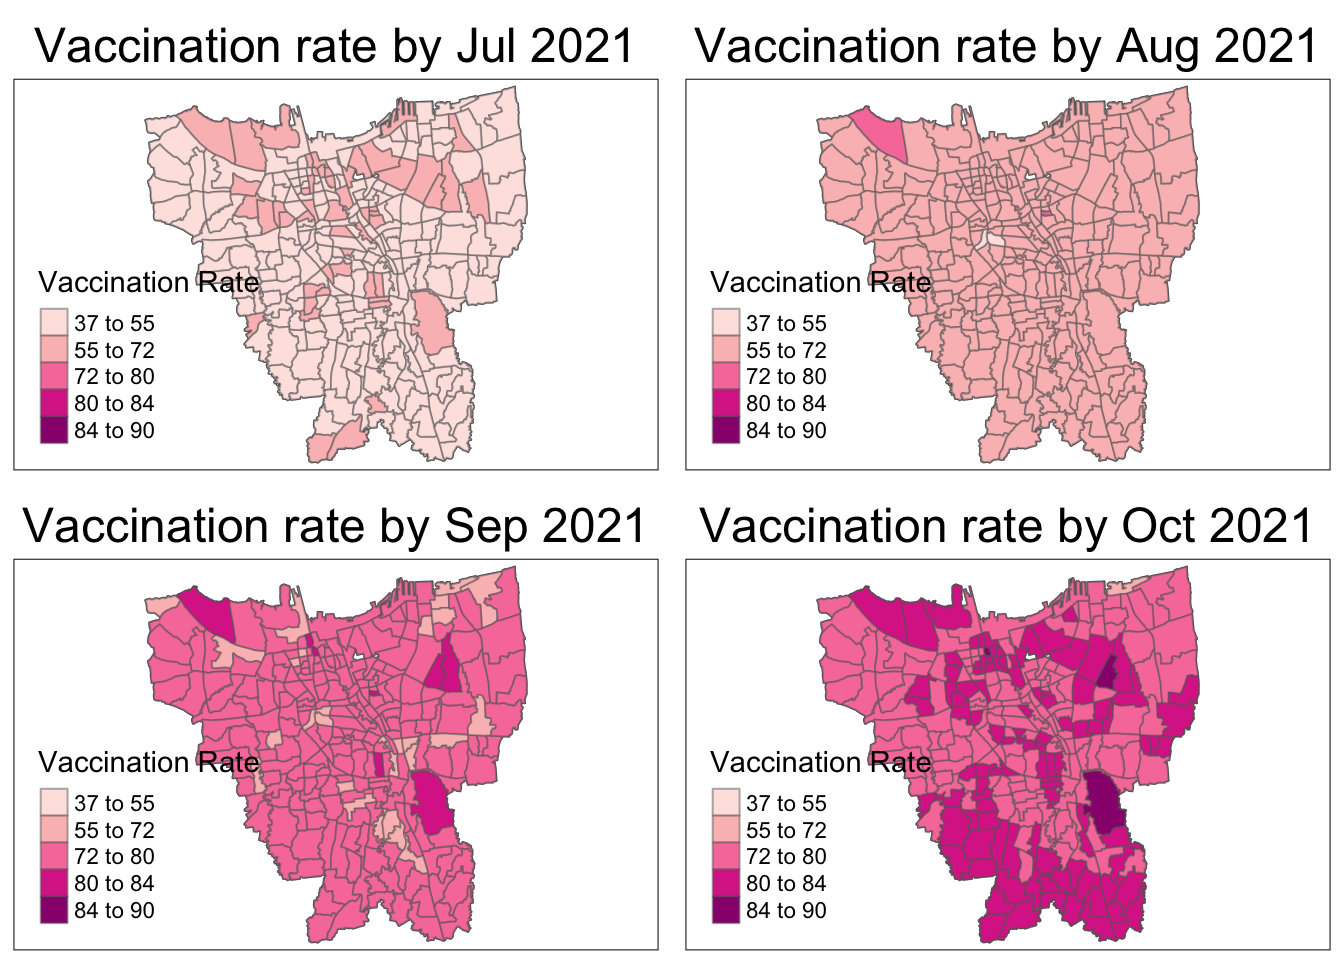 Vaccination rate by Jul 2021
Vaccination Rate
37 to 55
55 to 72
72 to 80
80 to 84
84 to 90
Vaccination rate by Aug 2021
Vaccination Rate
37 to 55
55 to 72
72 to 80
80 to 84
84 to 90
Vaccination rate by Sep 2021
Vaccination Rate
37 to 55
55 to 72
72 to 80
80 to 84
84 to 90
Vaccination rate by Oct 2021
Vaccination Rate
37 to 55
55 to 72
72 to 80
80 to 84
84 to 90